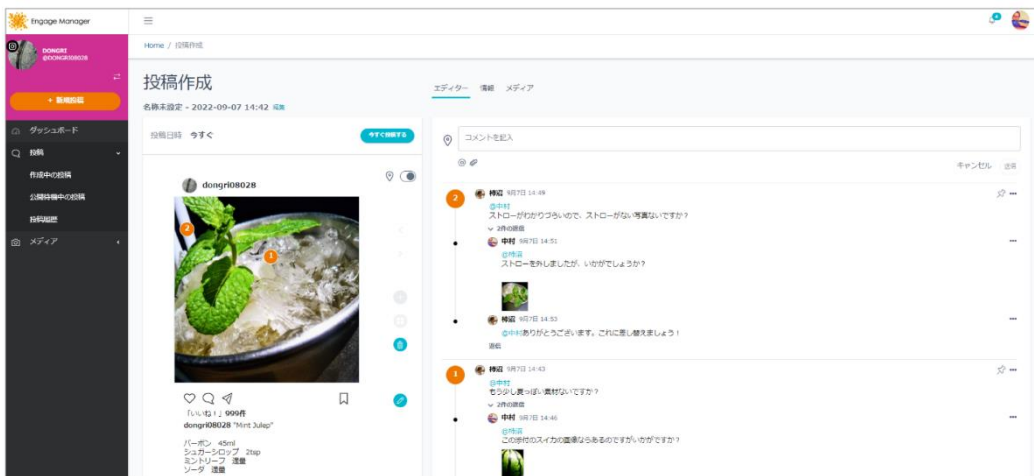 Engage Manager
DONGRI
@DONGRI08028
+ 新規投稿
ダッシュボード
投稿
作成中の投稿
公開待機中の投稿
投稿履歴
メディア
Home / 投稿作成
投稿作成
名称未設定 - 2022-09-07 14:42 編集
投稿日時 今すぐ
今すぐ投稿する
dongri08028
2
1
「いいね!」999件
dongri08028 "Mint Julep"
バーボン 45ml
シュガーシロップ 2tsp
ミントリーフ 適量
ソーダ 適量
エディター 情報 メディア
コメントを記入
キャンセル 送信
2
柿沼 9月7日 14:49
@中村
ストローがわかりづらいので、ストローがない写真ないですか?
2件の返信
中村 9月7日 14:51
@柿沼
ストローを外しましたが、いかがでしょうか?
柿沼 9月7日 14:53
@中村ありがとうございます。これに差し替えましょう!
返信
1
柿沼 9月7日 14:43
@中村
もう少し夏っぽい素材ないですか?
2件の返信
中村 9月7日 14:46
@柿沼
この添付のスイカの画像ならあるのですがいかがですか?